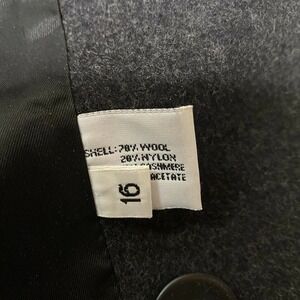 SHELL: 70% WOOL
20% NYLON
CASHMERE
ACETATE
16